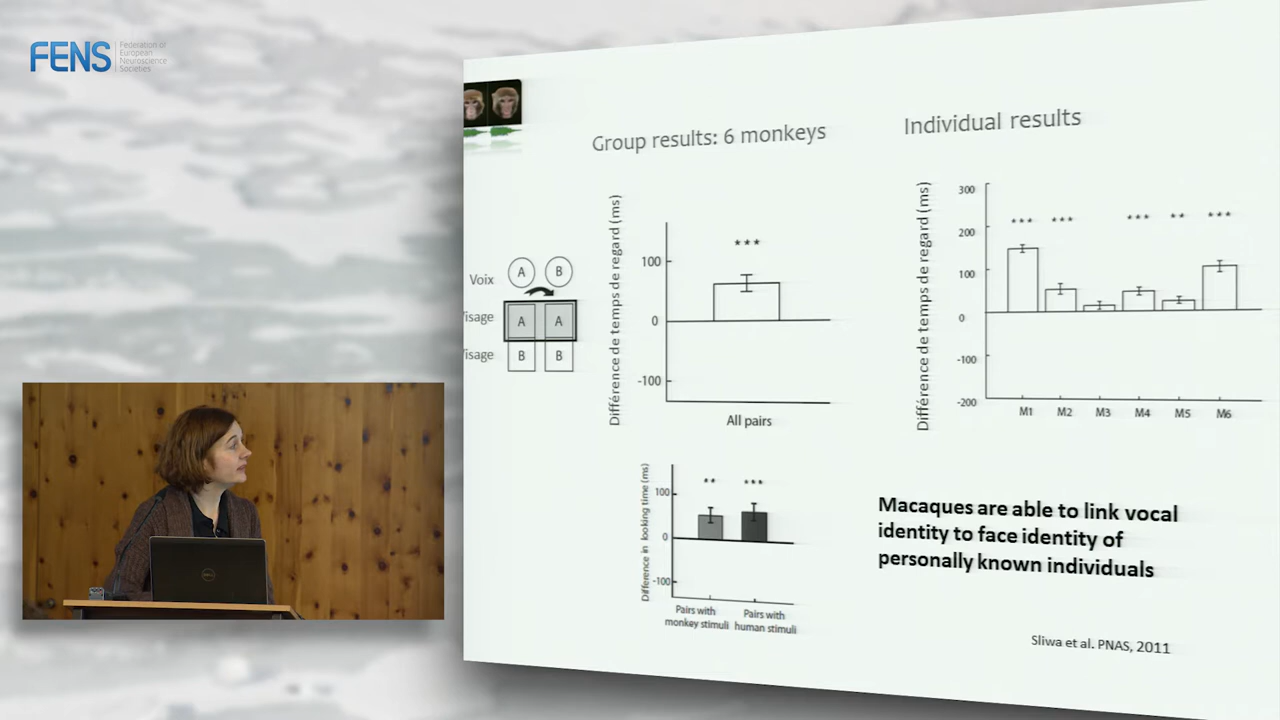 FENS
Federation of
European
Neuroscience
Societies
Group results: 6 monkeys
Individual results
Différence de temps de regard (ms)
100
0
-100
***
All pairs
Différence de temps de regard (ms)
300
200
100
0
-100
-200
*** *** *** ** ***
M1 M2 M3 M4 M5 M6
Voix A B
isage A A
isage B B
Difference in looking time (ms)
100
0
-100
** ***
Pairs with
monkey stimuli
Pairs with
human stimuli
Macaques are able to link vocal
identity to face identity of
personally known individuals
Sliwa et al. PNAS, 2011
DELL